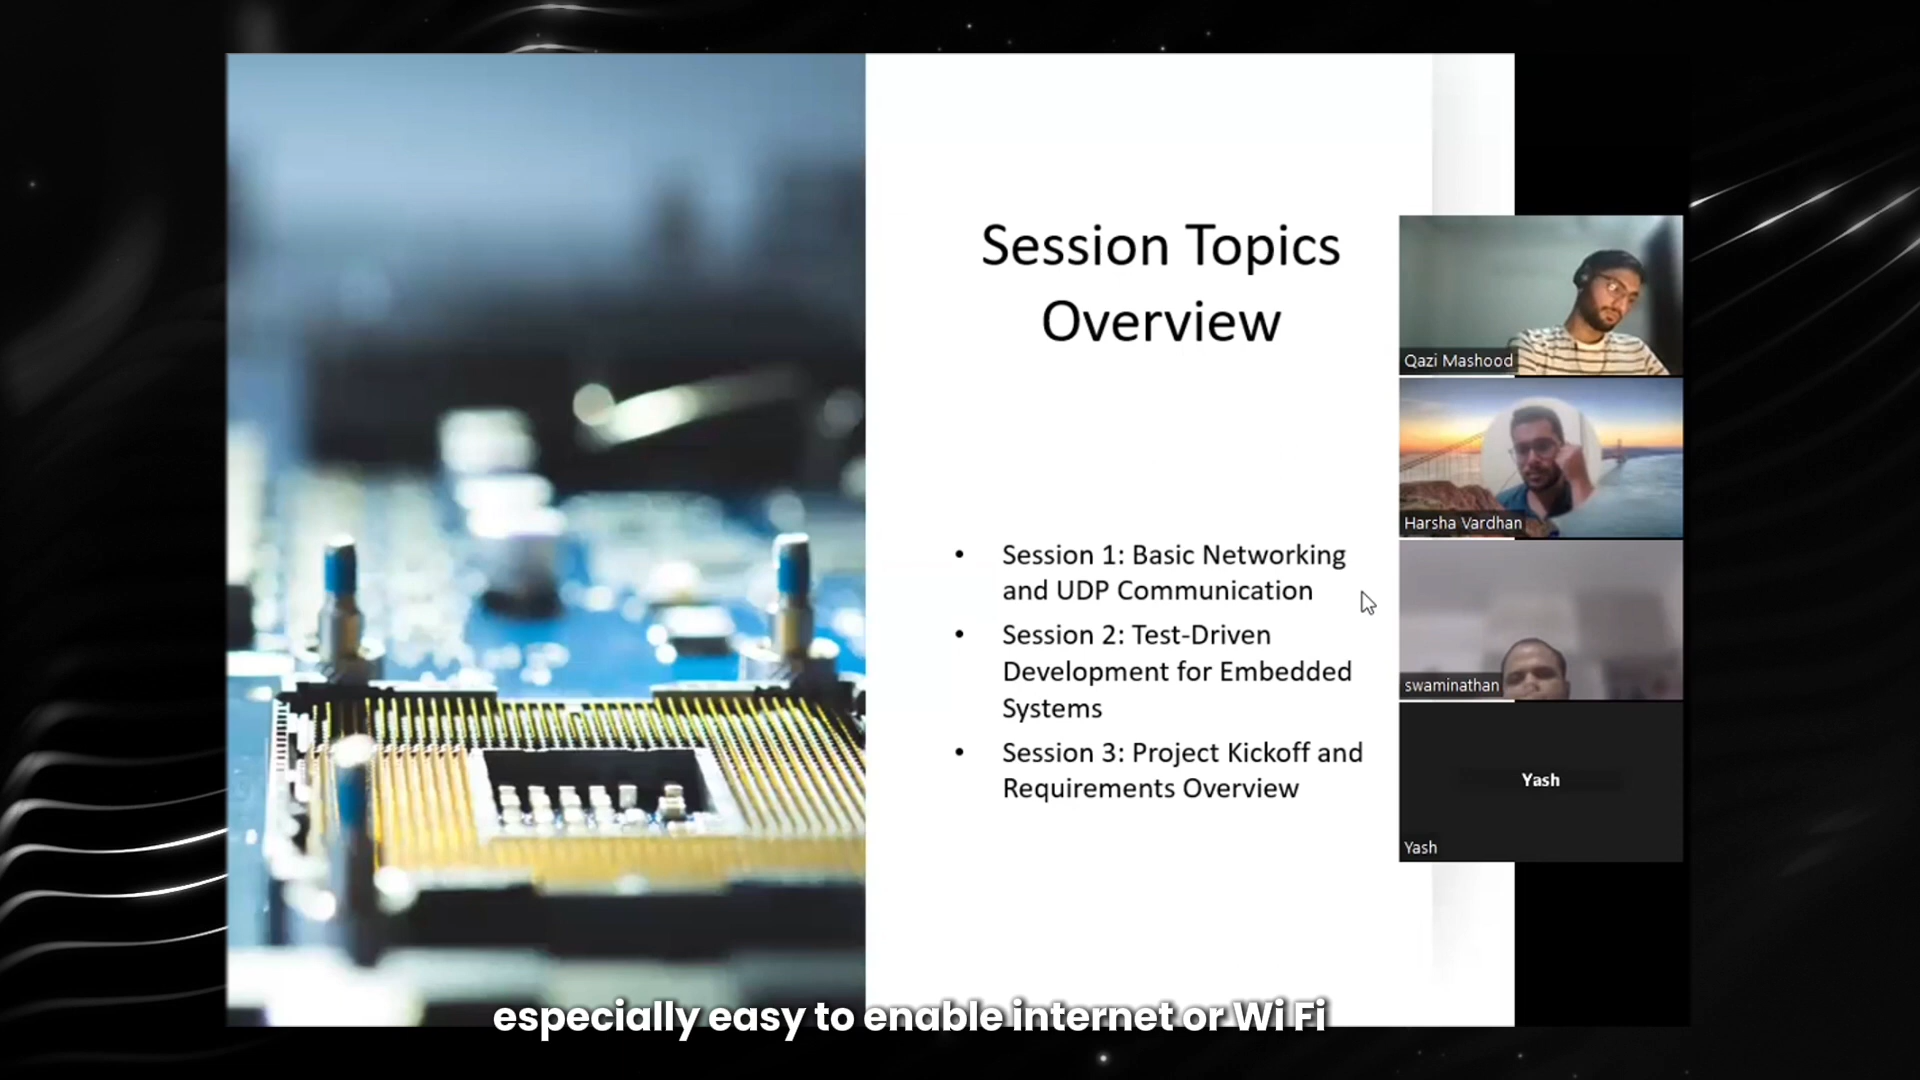 Session Topics
Overview
Session 1: Basic Networking
and UDP Communication
Session 2: Test-Driven
Development for Embedded
Systems
Session 3: Project Kickoff and
Requirements Overview
Qazi Mashood
Harsha Vardhan
swaminathan
Yash
Yash
especially easy to enable internet or Wi Fi